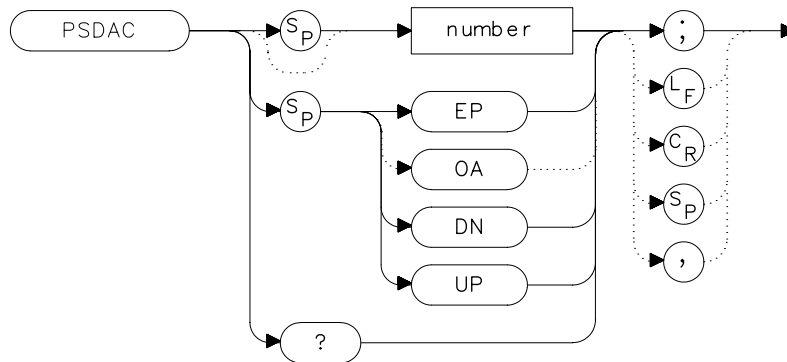 PSDAC
SP
number
;
LF
SP
EP
CR
OA
SP
DN
,
UP
?